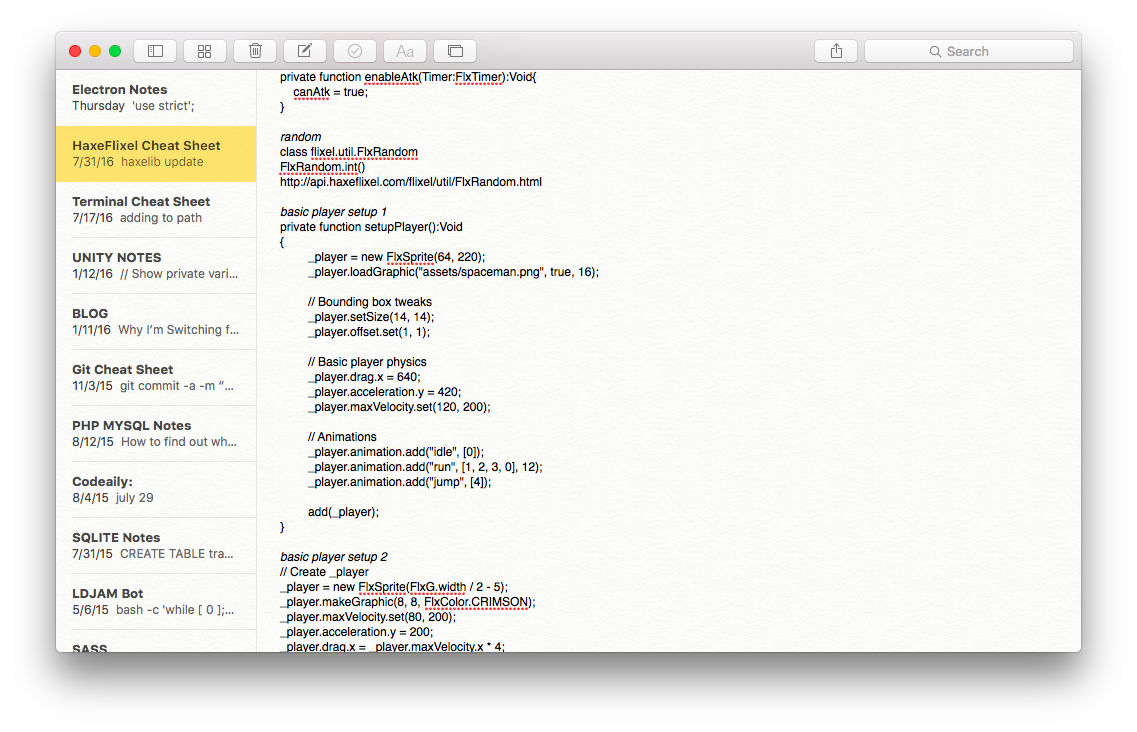 Aa
Search
Electron Notes
Thursday 'use strict';
HaxeFlixel Cheat Sheet
7/31/16 haxelib update
Terminal Cheat Sheet
7/17/16 adding to path
UNITY NOTES
1/12/16 // Show private vari...
BLOG
1/11/16 Why I'm Switching f...
Git Cheat Sheet
11/3/15 git commit -a -m "...
PHP MYSQL Notes
8/12/15 How to find out wh...
Codeaily:
8/4/15 july 29
SQLITE Notes
7/31/15 CREATE TABLE tra...
LDJAM Bot
5/6/15 bash -c 'while [ 0 ];...
SASS
private function enableAtk(Timer:FlxTimer):Void{
canAtk = true;
}
random
class flixel.util.FlxRandom
FlxRandom.int()
http://api.haxeflixel.com/flixel/util/FlxRandom.html
basic player setup 1
private function setupPlayer():Void
{
_player = new FlxSprite(64, 220);
_player.loadGraphic("assets/spaceman.png", true, 16);
// Bounding box tweaks
_player.setSize(14, 14);
_player.offset.set(1, 1);
// Basic player physics
_player.drag.x = 640;
_player.acceleration.y = 420;
_player.maxVelocity.set(120, 200);
// Animations
_player.animation.add("idle", [0]);
_player.animation.add("run", [1, 2, 3, 0], 12);
_player.animation.add("jump", [4]);
add(_player);
}
basic player setup 2
// Create _player
_player = new FlxSprite(FlxG.width / 2 - 5);
_player.makeGraphic(8, 8, FlxColor.CRIMSON);
_player.maxVelocity.set(80, 200);
_player.acceleration.y = 200;
_player.drag.x = _player.maxVelocity.x * 4;